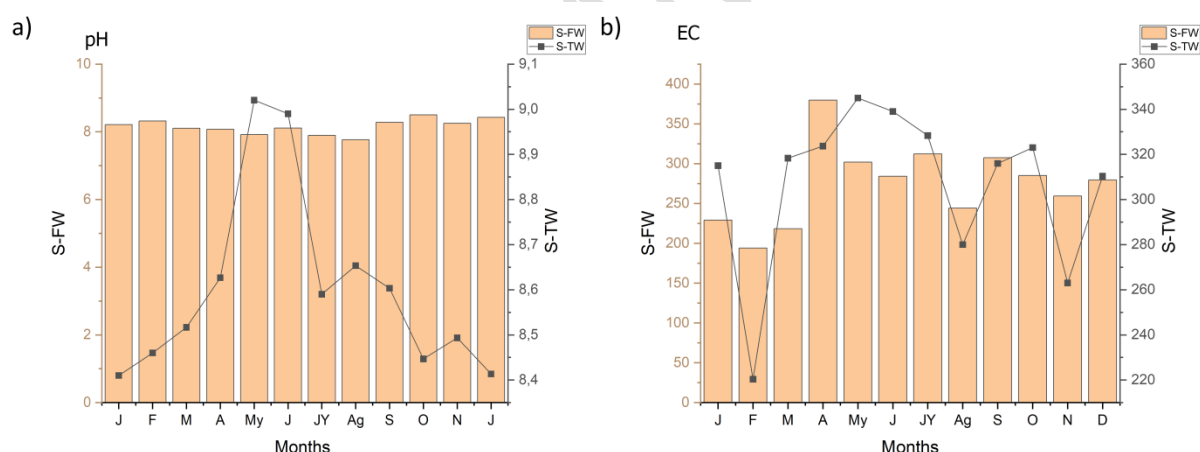 a)
pH
S-FW
S-TW
10
8
6
4
2
0
S-FW
9,1
9,0
8,9
8,8
8,7
8,6
8,5
8,4
S-TW
J F M A My J JY Ag S O N J
Months
b)
EC
S-FW
S-TW
400
350
300
250
200
150
100
50
0
S-FW
360
340
320
300
280
260
240
220
S-TW
J F M A My J JY Ag S O N D
Months